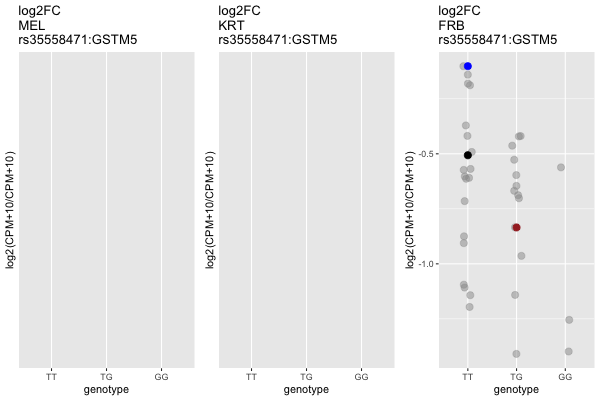 log2FC
MEL
rs35558471:GSTM5
log2(CPM+10/CPM+10)
TT TG GG
genotype
log2FC
KRT
rs35558471:GSTM5
log2(CPM+10/CPM+10)
TT TG GG
genotype
log2FC
FRB
rs35558471:GSTM5
log2(CPM+10/CPM+10)
-0.5
-1.0
TT TG GG
genotype